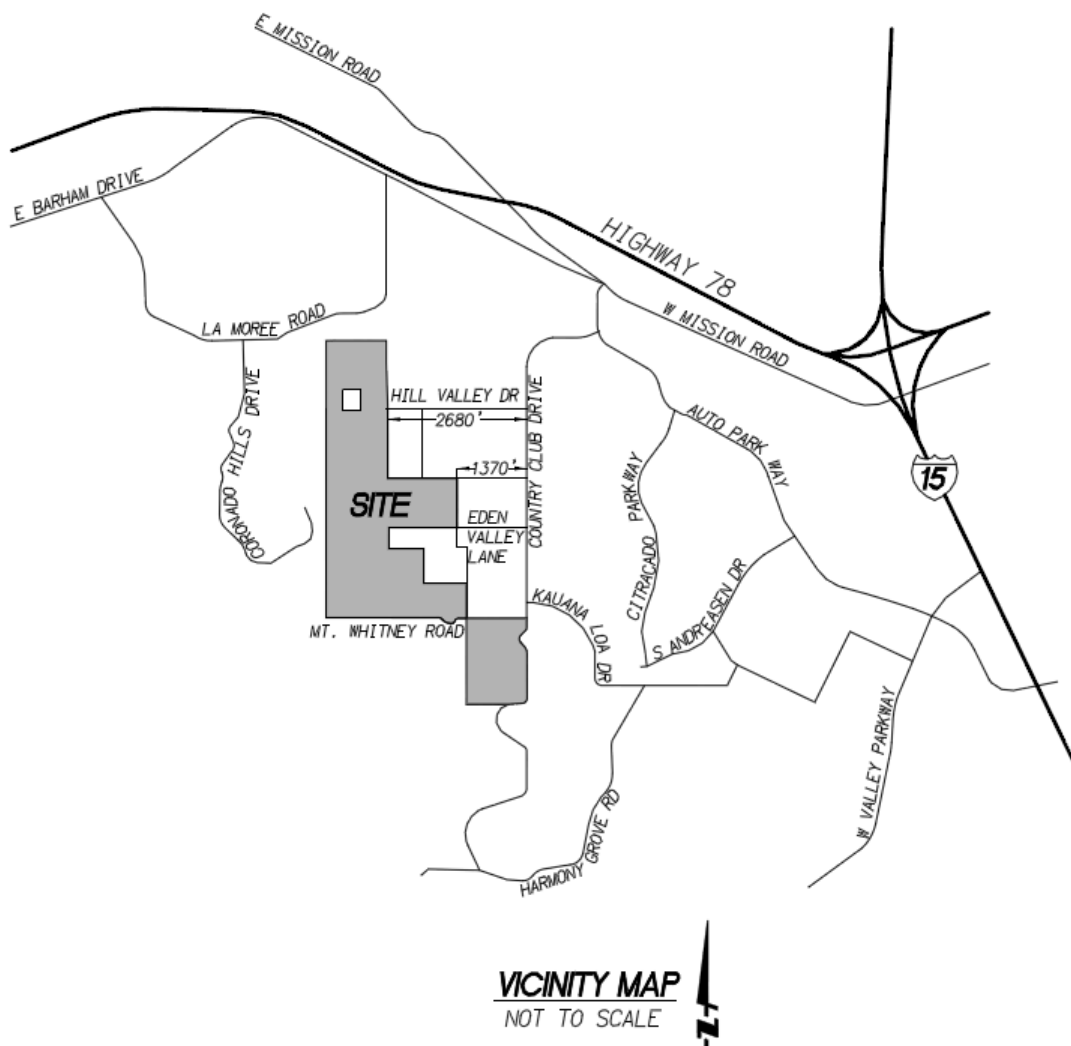 E MISSION ROAD
E BARHAM DRIVE
HIGHWAY 78
LA MOREE ROAD
W MISSION ROAD
HILL VALLEY DR
2680'
COUNTRY CLUB DRIVE
CORONADO HILLS DRIVE
AUTO PARK WAY
1370'
15
CITRACADO PARKWAY
SITE
EDEN
VALLEY
LANE
S ANDREASEN DR
KAUANA LOA DR
MT. WHITNEY ROAD
W VALLEY PARKWAY
HARMONY GROVE RD
VICINITY MAP
NOT TO SCALE
N